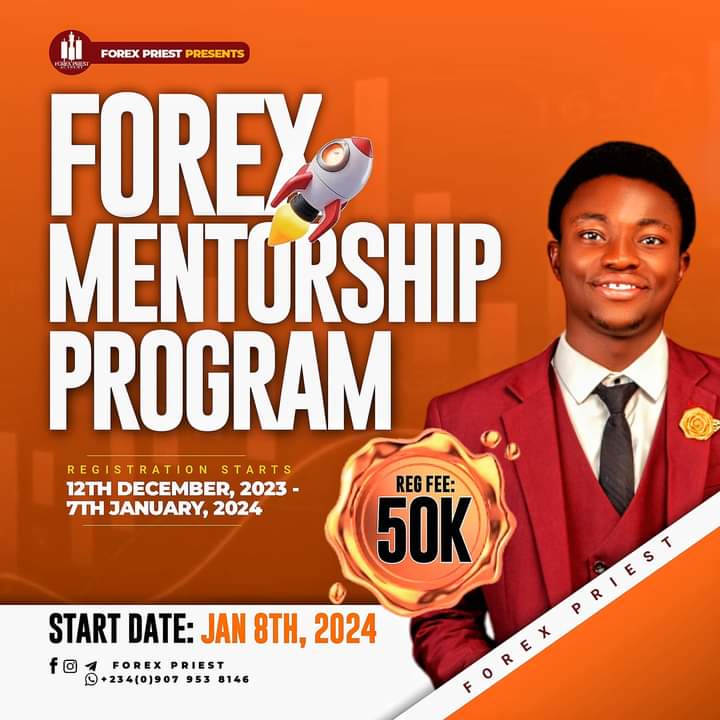 FOREX PRIEST PRESENTS
FOREX
MENTORSHIP
PROGRAM
REGISTRATION STARTS
12TH DECEMBER, 2023 -
7TH JANUARY, 2024
REG FEE:
50K
START DATE: JAN 8TH, 2024
FOREX PRIEST
+234(0)907 953 8146
FOREX PRIEST